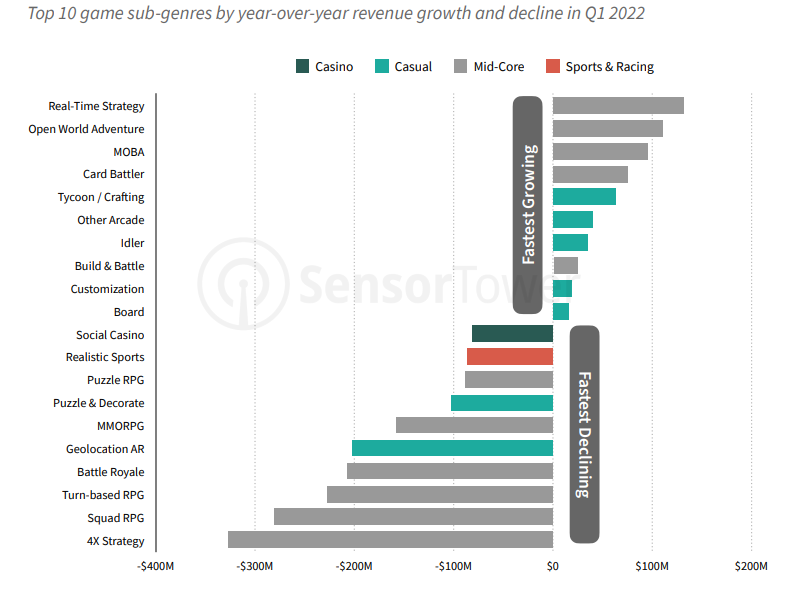 Top 10 game sub-genres by year-over-year revenue growth and decline in Q1 2022
Casino
Casual
Mid-Core
Sports & Racing
Real-Time Strategy
Open World Adventure
MOBA
Card Battler
Tycoon / Crafting
Other Arcade
Idler
Build & Battle
Customization
Board
Social Casino
Realistic Sports
Puzzle RPG
Puzzle & Decorate
MMORPG
Geolocation AR
Battle Royale
Turn-based RPG
Squad RPG
4X Strategy
Fastest Growing
Fastest Declining
SensorTower
-$400M
-$300M
-$200M
-$100M
$0
$100M
$200M